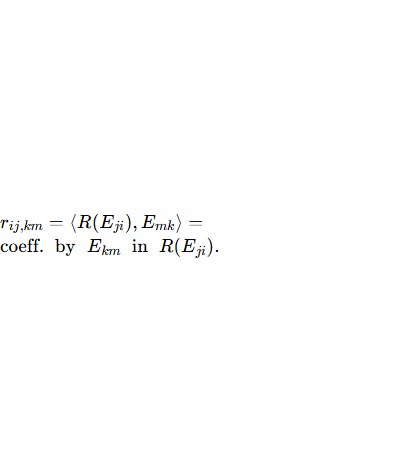 r_{ij,km} = ⟨R(E_{ji}), E_{mk}⟩ =
coeff. by E_{km} in R(E_{ji}).